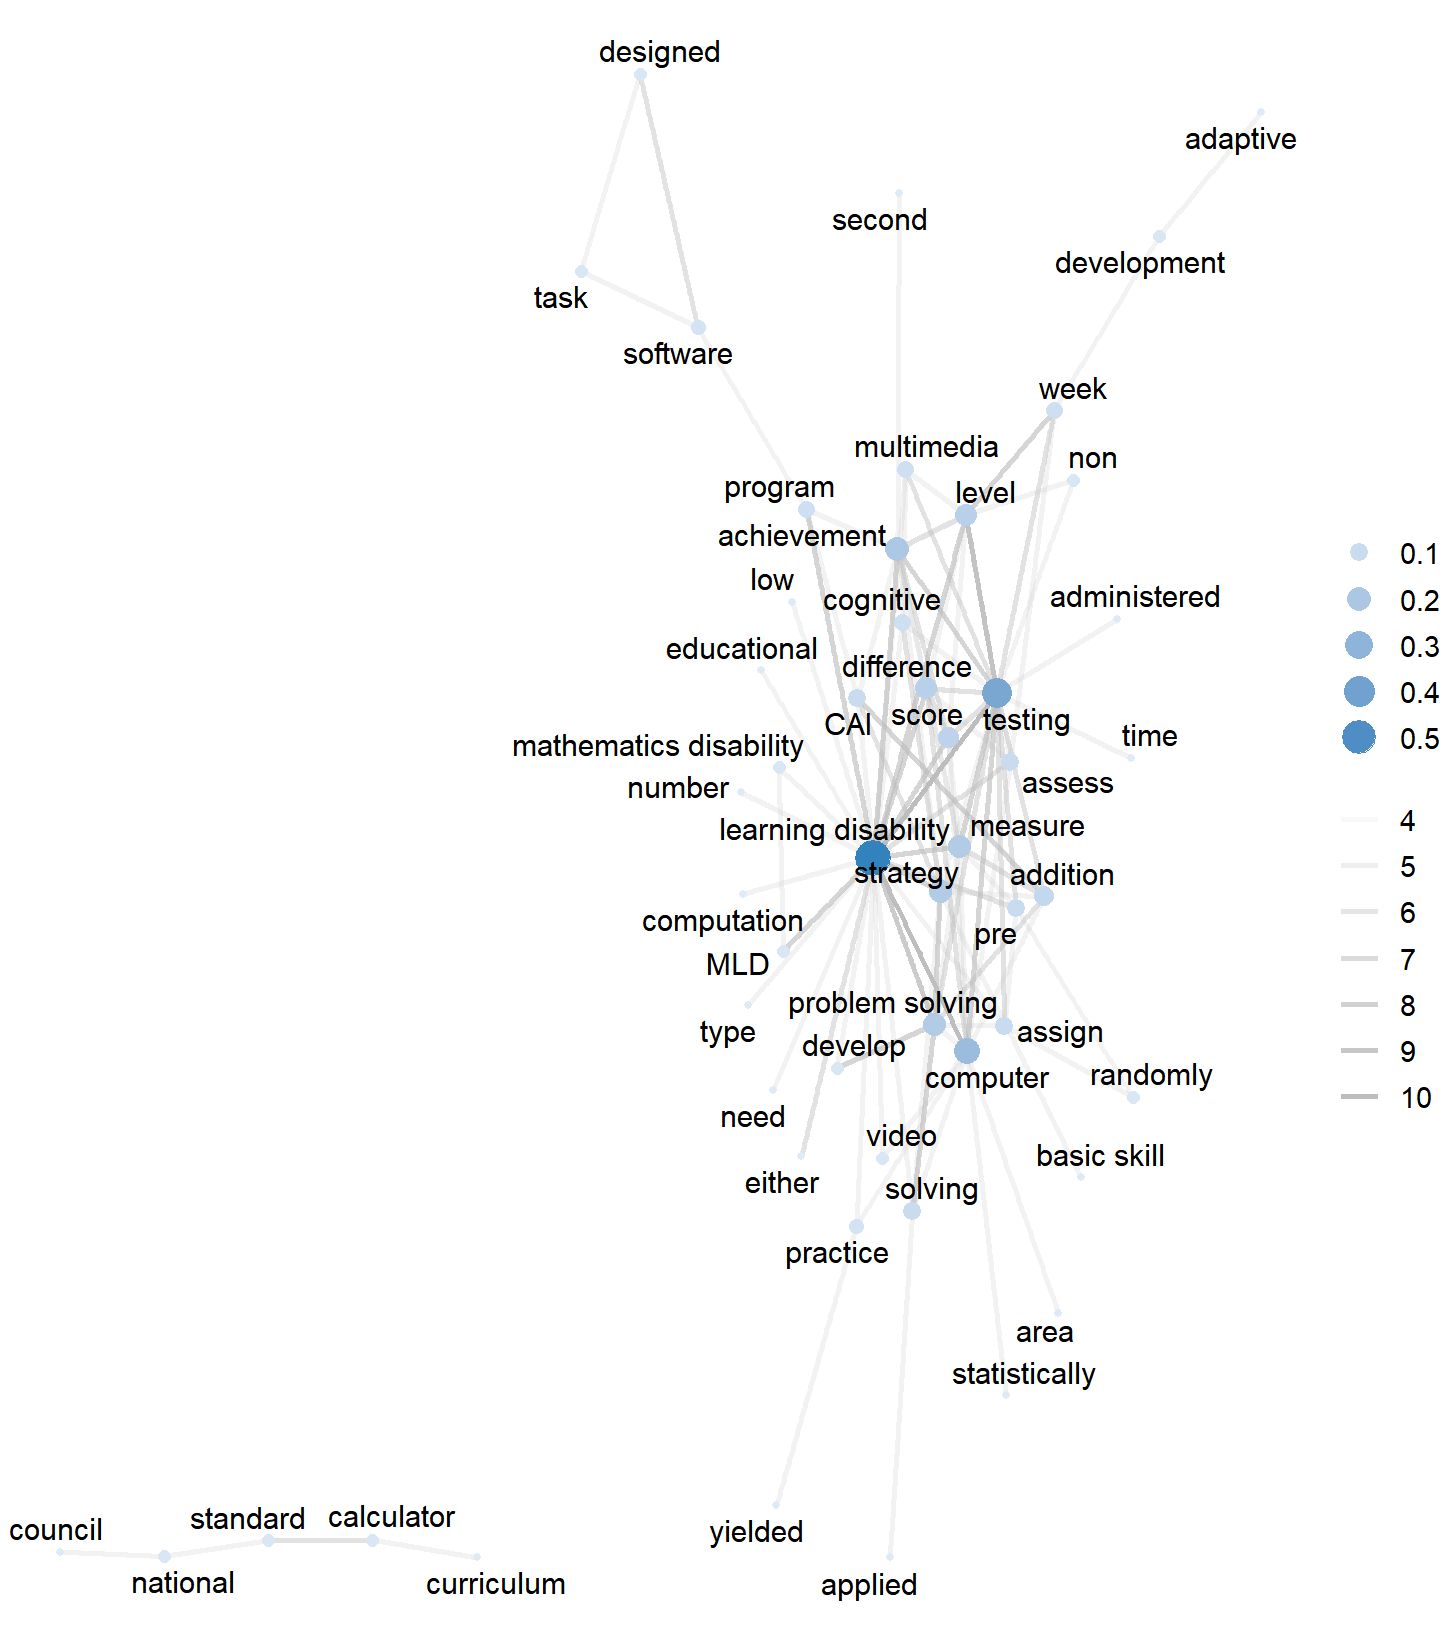 designed
adaptive
second
development
task
software
week
multimedia
non
program
level
achievement
low
cognitive
administered
educational
difference
CAI
score
testing
time
mathematics disability
number
assess
learning disability
measure
strategy
addition
computation
pre
MLD
problem solving
type
develop
assign
computer
randomly
need
video
basic skill
either
solving
practice
area
statistically
yielded
applied
council
standard
calculator
national
curriculum
0.1
0.2
0.3
0.4
0.5
4
5
6
7
8
9
10